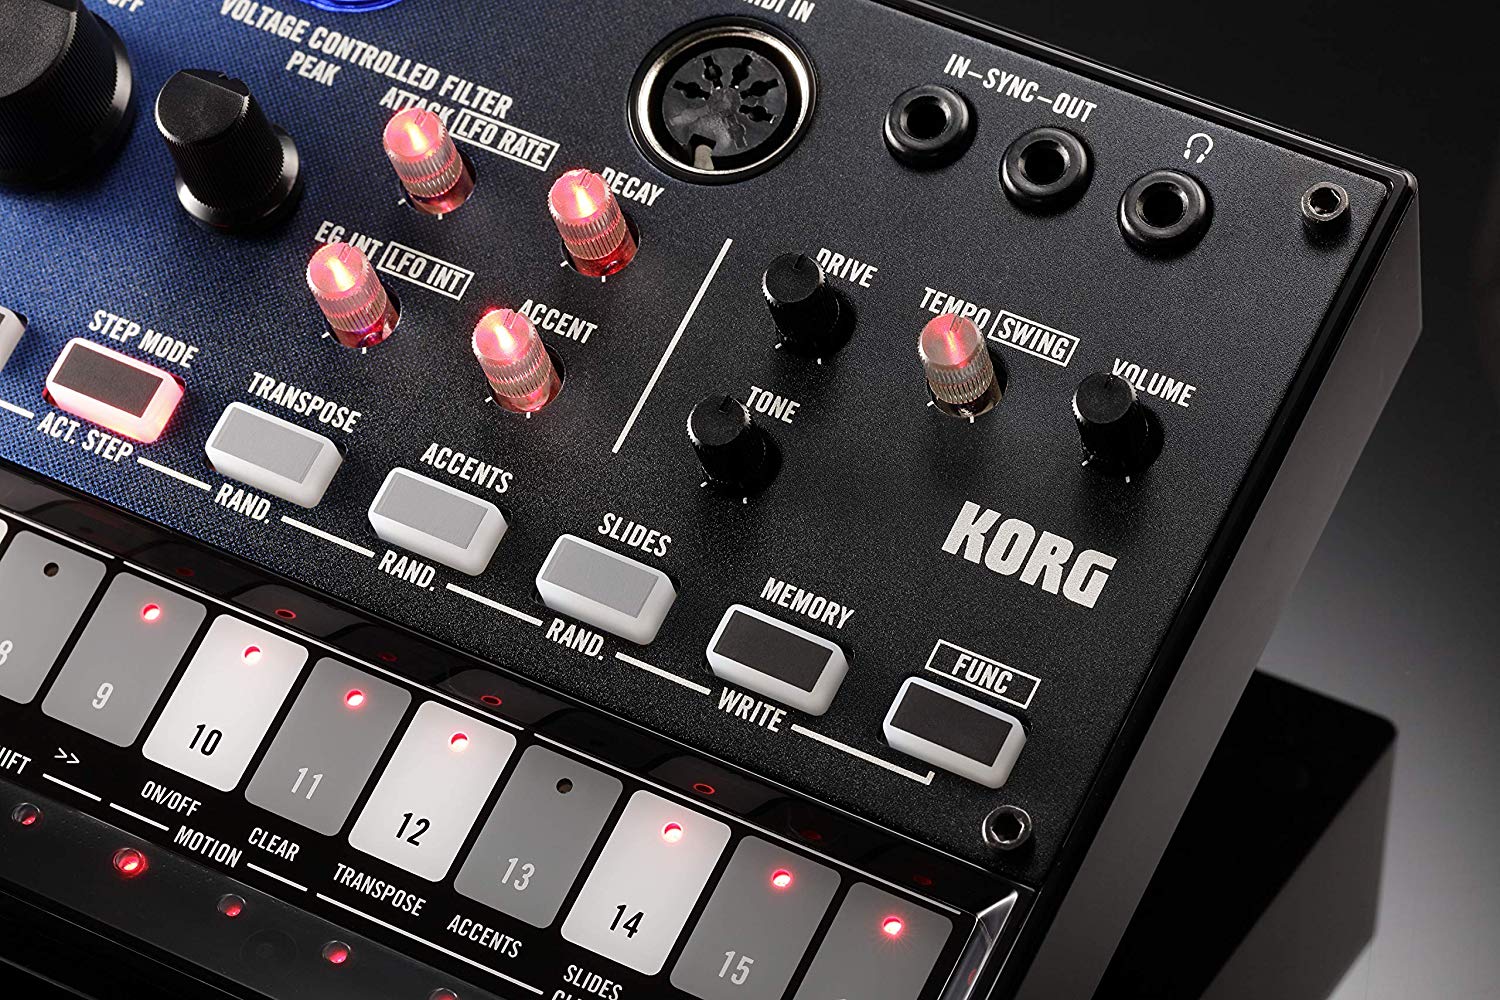 MIDI IN
VOLTAGE CONTROLLED FILTER
PEAK
ATTACK LFO RATE
IN–SYNC–OUT
DECAY
EG INT LFO INT
ACCENT
DRIVE
TEMPO SWING
VOLUME
TONE
KORG
STEP MODE
TRANSPOSE
ACCENTS
SLIDES
MEMORY
FUNC
ACT. STEP
RAND.
RAND.
RAND.
WRITE
8
9
10
11
12
13
14
15
>>
ON/OFF
MOTION
CLEAR
TRANSPOSE
ACCENTS
SLIDES